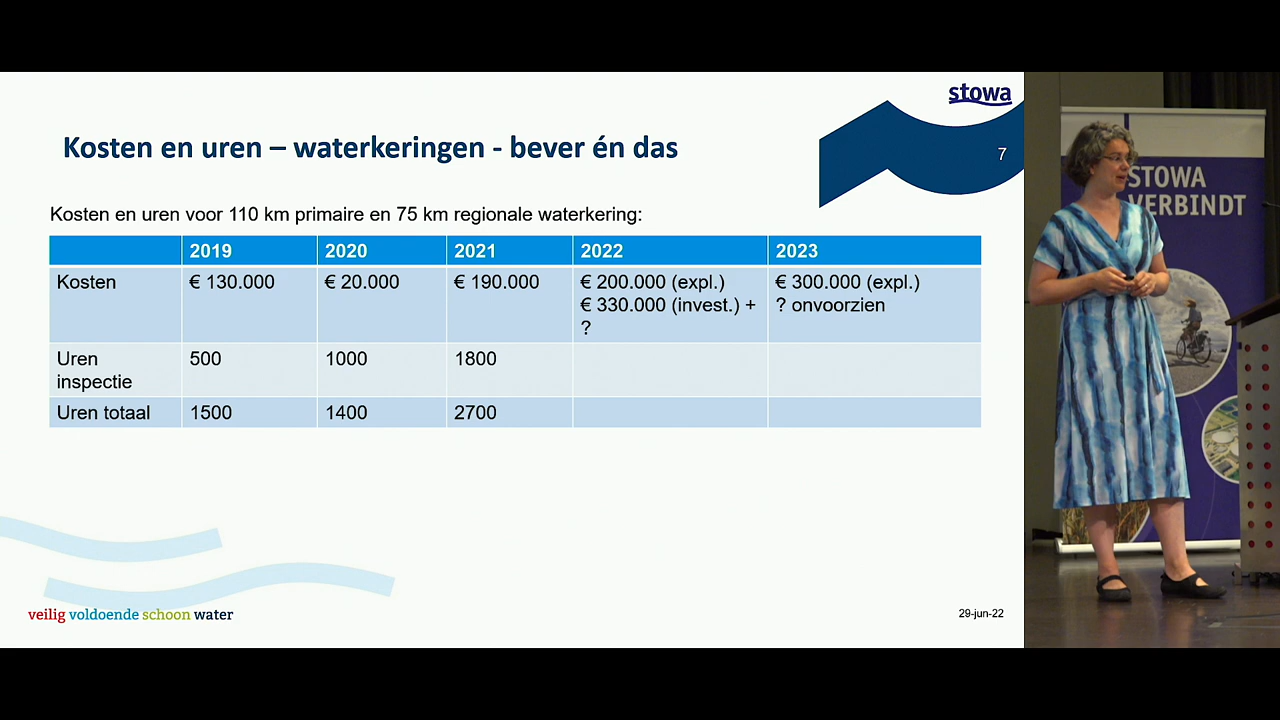 stowa
Kosten en uren – waterkeringen - bever én das
7
Kosten en uren voor 110 km primaire en 75 km regionale waterkering:
2019 2020 2021 2022 2023
Kosten € 130.000 € 20.000 € 190.000 € 200.000 (expl.) € 300.000 (expl.)
€ 330.000 (invest.) + ? onvoorzien
?
Uren 500 1000 1800
inspectie
Uren totaal 1500 1400 2700
veilig voldoende schoon water
29-jun-22
STOWA
VERBINDT